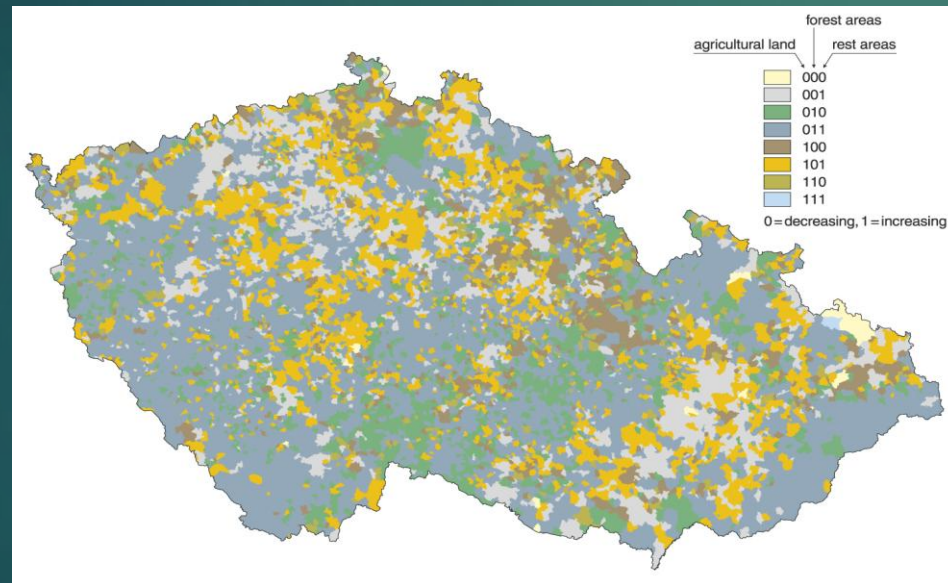 forest areas
agricultural land rest areas
000
001
010
011
100
101
110
111
0=decreasing, 1=increasing